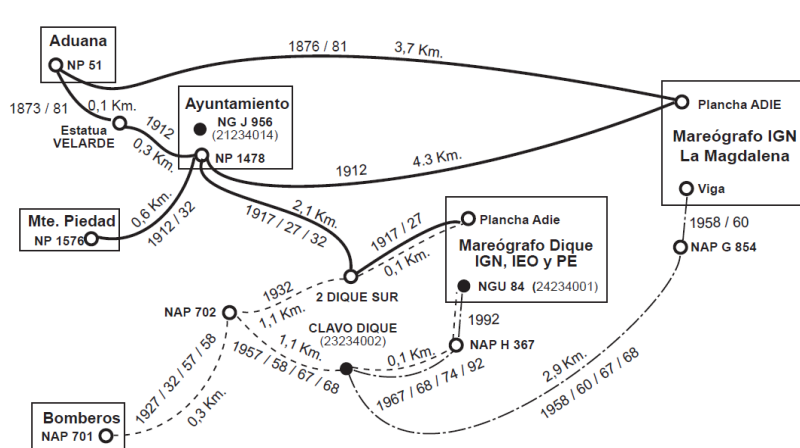 Aduana
NP 51
1876 / 81
3,7 Km.
1873 / 81
0,1 Km.
Estatua
VELARDE
1912
0,3 Km.
Ayuntamiento
NG J 956
(21234014)
NP 1478
Plancha ADIE
Mareógrafo IGN
La Magdalena
Viga
1912
4.3 Km.
0,6 Km.
1912 / 32
Mte. Piedad
NP 1576
2,1 Km.
1917 / 27 / 32
1917 / 27
0,1 Km.
Plancha Adie
Mareógrafo Dique
IGN, IEO y PE
NGU 84 (24234001)
1958 / 60
NAP G 854
2 DIQUE SUR
1932
1,1 Km.
NAP 702
CLAVO DIQUE
(23234002)
1992
NAP H 367
1,1 Km.
1957 / 58 / 67 / 68
0,1 Km.
1967 / 68 / 74 / 92
2,9 Km.
1958 / 60 / 67 / 68
1927 / 32 / 57 / 58
0,3 Km.
Bomberos
NAP 701